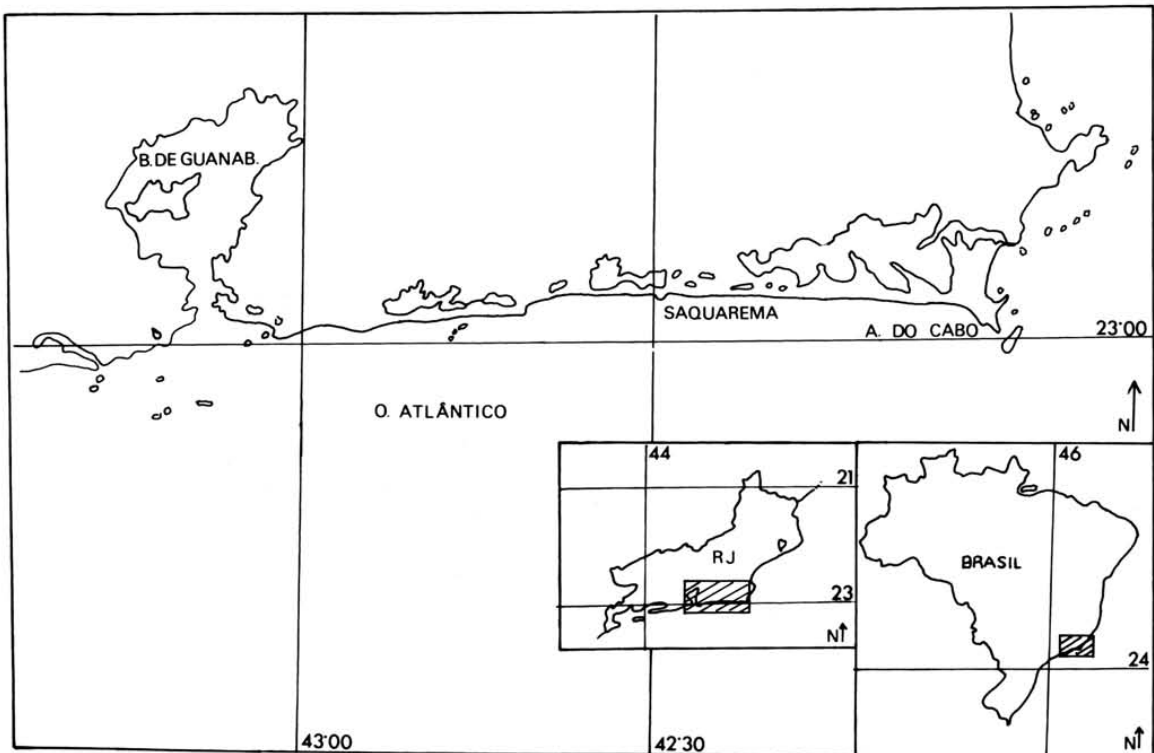 B. DE GUANAB.
SAQUAREMA
A. DO CABO
23°00
O. ATLÂNTICO
N
44
21
RJ
23
N
46
BRASIL
24
N
43°00
42°30